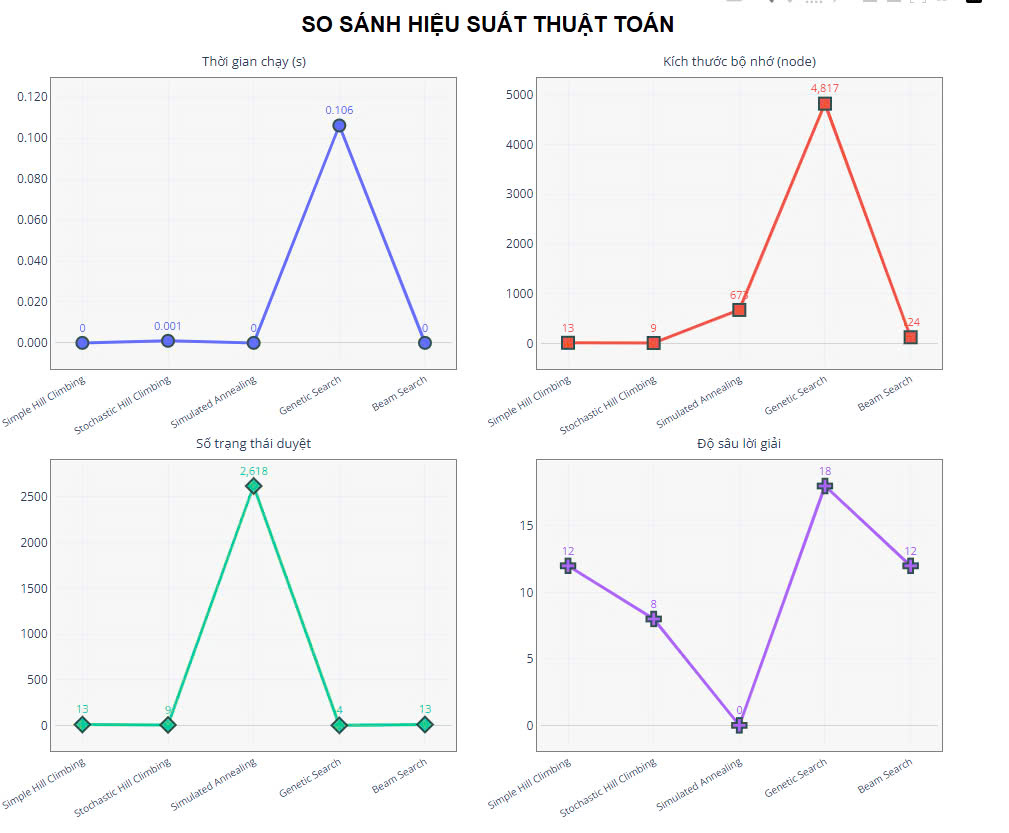 SO SÁNH HIỆU SUẤT THUẬT TOÁN
Thời gian chạy (s)
0.120
0.100
0.080
0.060
0.040
0.020
0.000
0
0.001
0
0.106
0
Simple Hill Climbing
Stochastic Hill Climbing
Simulated Annealing
Genetic Search
Beam Search
Kích thước bộ nhớ (node)
5000
4000
3000
2000
1000
0
13
9
673
4,817
Simple Hill Climbing
Stochastic Hill Climbing
Simulated Annealing
Genetic Search
Beam Search
Số trạng thái duyệt
2500
2000
1500
1000
500
0
13
9
2,618
4
13
Simple Hill Climbing
Stochastic Hill Climbing
Simulated Annealing
Genetic Search
Beam Search
Độ sâu lời giải
15
10
5
0
12
8
0
18
12
Simple Hill Climbing
Stochastic Hill Climbing
Simulated Annealing
Genetic Search
Beam Search